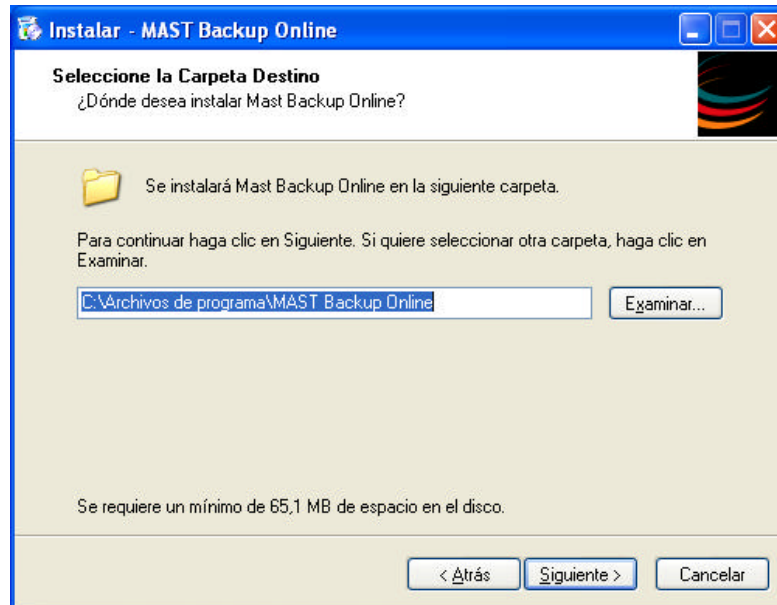 Instalar - MAST Backup Online
Seleccione la Carpeta Destino
¿Dónde desea instalar Mast Backup Online?
Se instalará Mast Backup Online en la siguiente carpeta.
Para continuar haga clic en Siguiente. Si quiere seleccionar otra carpeta, haga clic en
Examinar.
C:\Archivos de programa\MAST Backup Online
Examinar...
Se requiere un mínimo de 65,1 MB de espacio en el disco.
< Atrás
Siguiente >
Cancelar